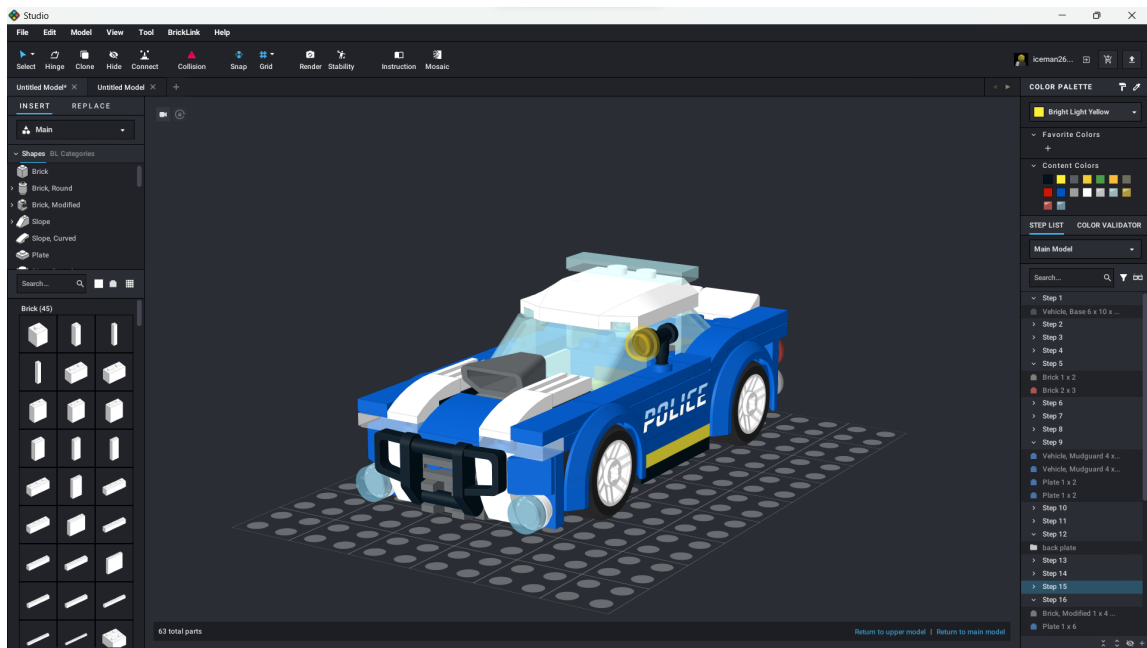 Studio
File Edit Model View Tool BrickLink Help
Select Hinge Clone Hide Connect Collision Snap Grid Render Stability Instruction Mosaic
iceman26...
Untitled Model* × Untitled Model × +
COLOR PALETTE
INSERT REPLACE
Bright Light Yellow
Main
Favorite Colors
+
Shapes BL Categories
Content Colors
Brick
Brick, Round
Brick, Modified
Slope
Slope, Curved
Plate
STEP LIST COLOR VALIDATOR
Main Model
Search...
Search...
Brick (45)
Step 1
Vehicle, Base 6 x 10 x ...
Step 2
Step 3
Step 4
Step 5
Brick 1 x 2
Brick 2 x 3
Step 6
Step 7
Step 8
Step 9
Vehicle, Mudguard 4 x...
Vehicle, Mudguard 4 x...
Plate 1 x 2
Plate 1 x 2
Step 10
Step 11
Step 12
back plate
Step 13
Step 14
Step 15
Step 16
Brick, Modified 1 x 4 ...
Plate 1 x 6
POLICE
63 total parts
Return to upper model | Return to main model